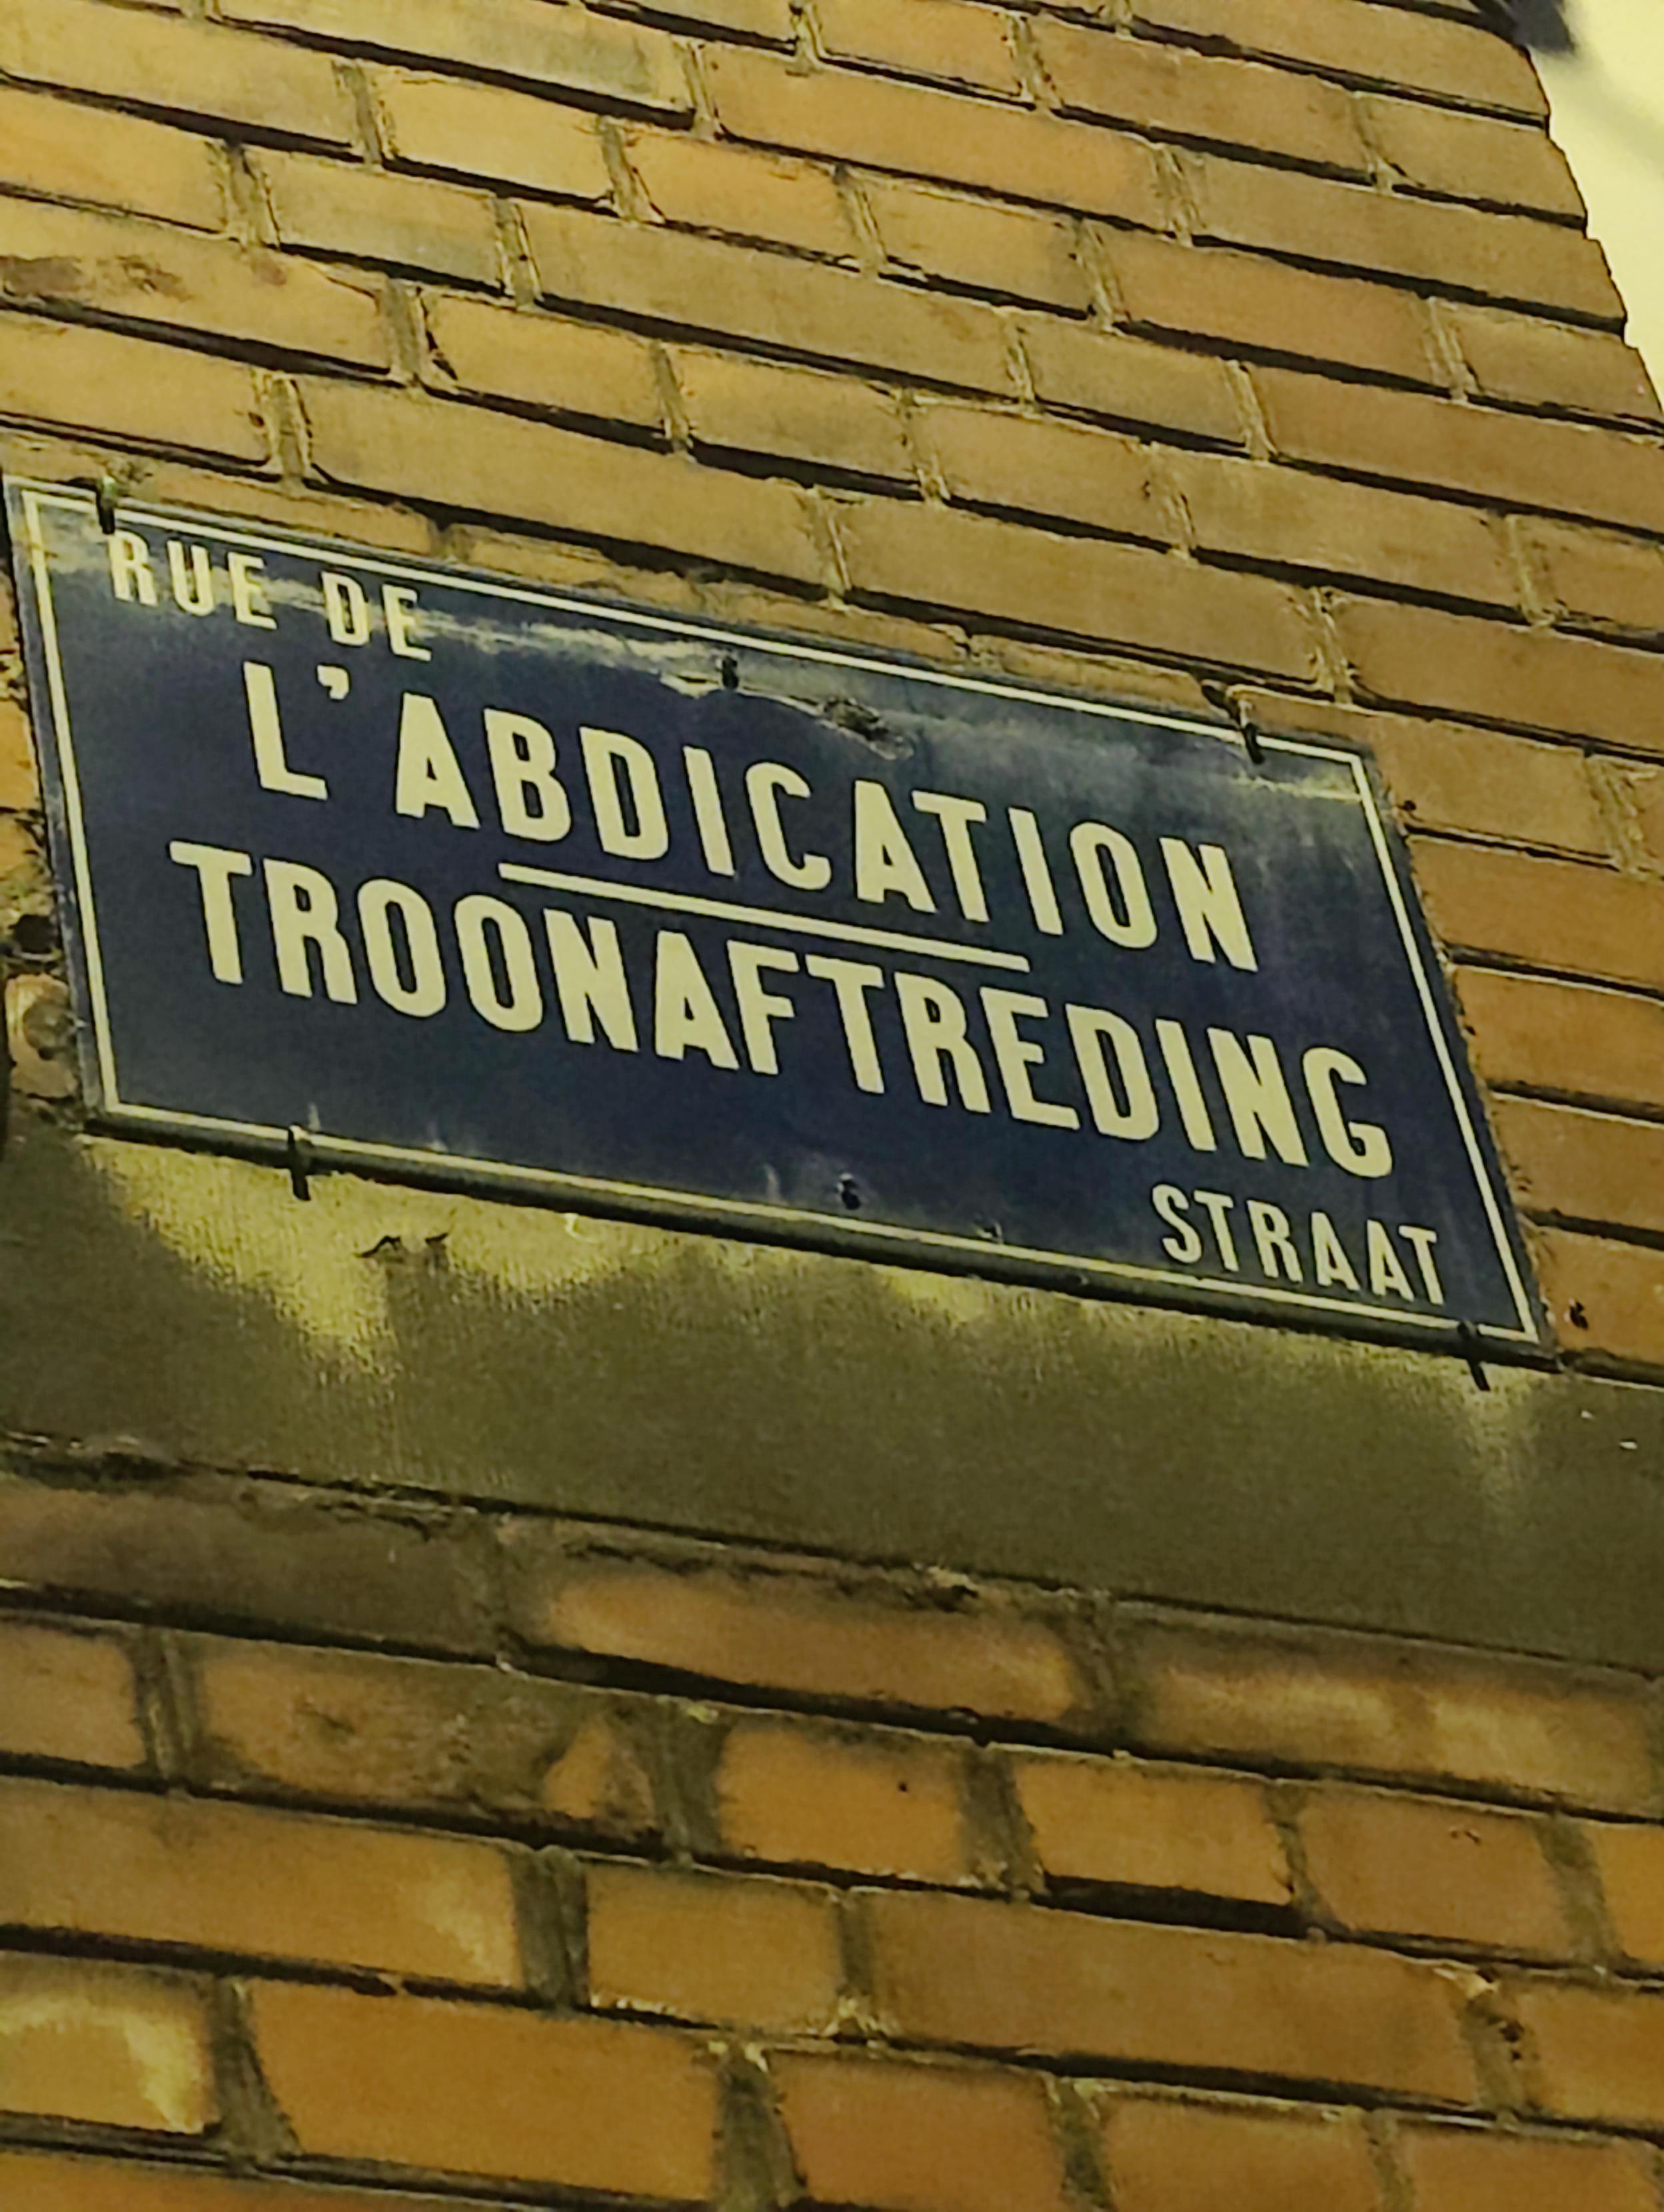 RUE DE
L'ABDICATION
TROONAFTREDING
STRAAT